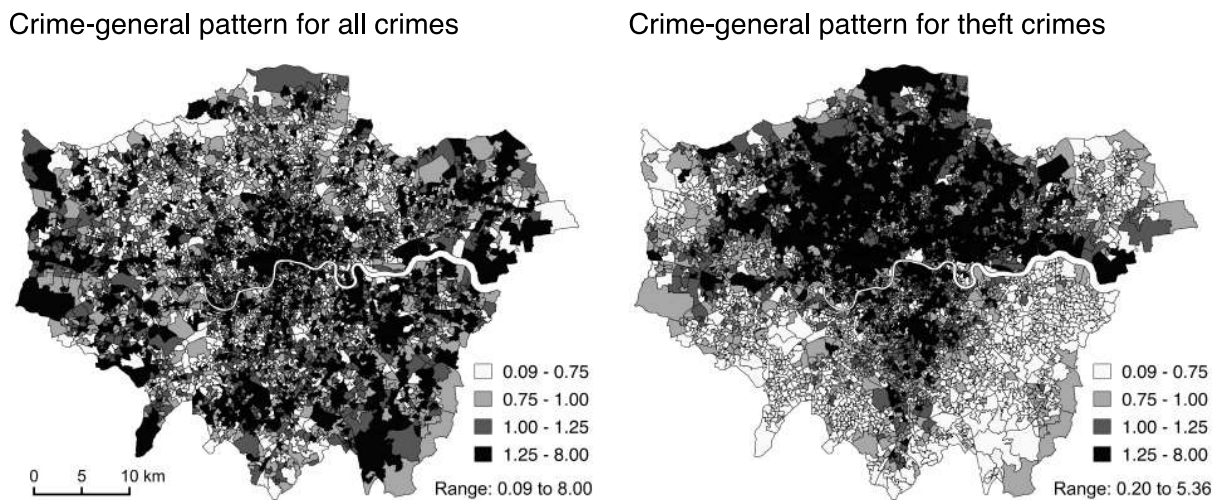 Crime-general pattern for all crimes
0.09 - 0.75
0.75 - 1.00
1.00 - 1.25
1.25 - 8.00
Range: 0.09 to 8.00
0 5 10 km
Crime-general pattern for theft crimes
0.09 - 0.75
0.75 - 1.00
1.00 - 1.25
1.25 - 8.00
Range: 0.20 to 5.36